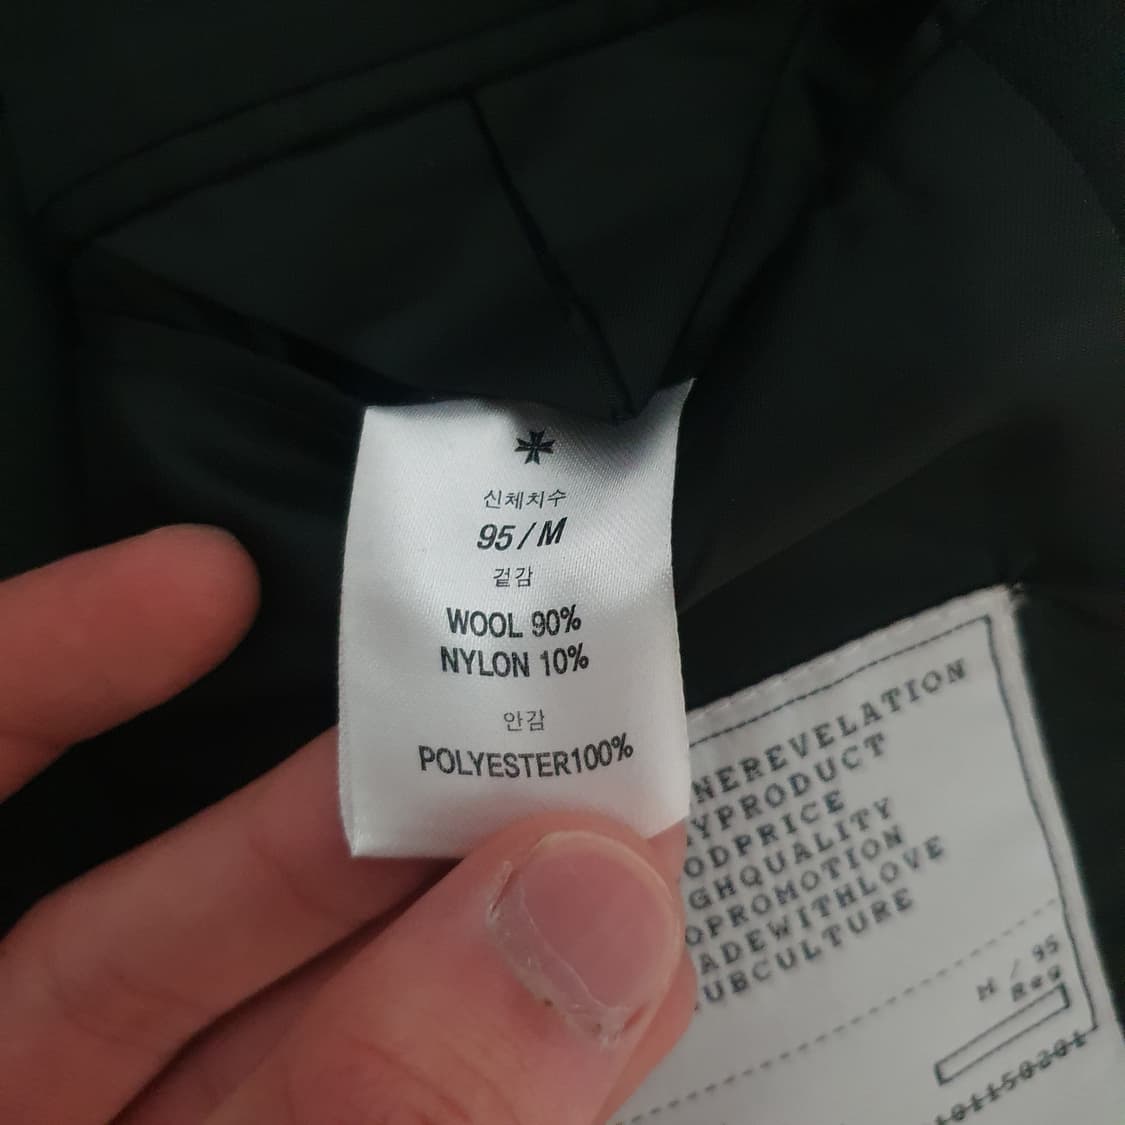 신체치수
95/M
겉감
WOOL 90%
NYLON 10%
안감
POLYESTER100%
NEREVELATION
YPRODUCT
ODPRICE
GHQUALITY
OPROMOTION
ADEWITHLOVE
UBCULTURE
M / 95
Reg